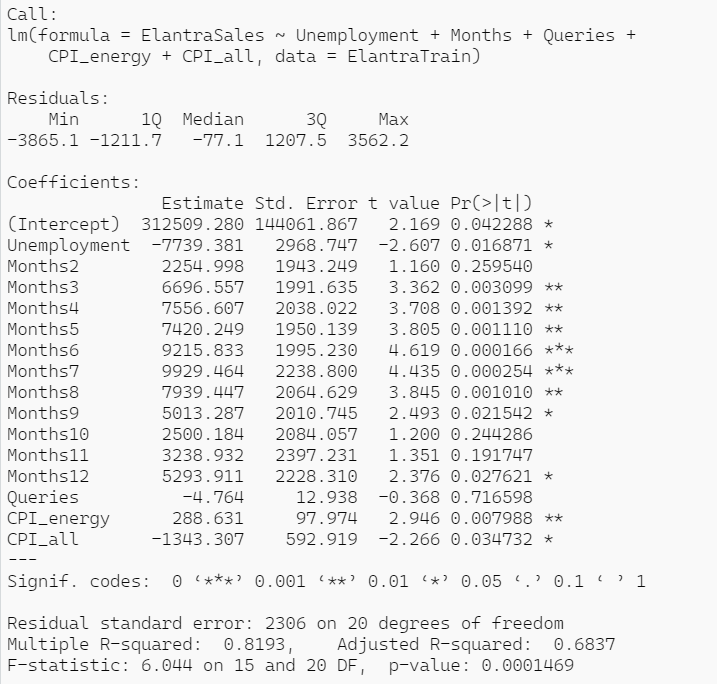 Call:
lm(formula = ElantraSales ~ Unemployment + Months + Queries +
    CPI_energy + CPI_all, data = ElantraTrain)

Residuals:
    Min      1Q  Median      3Q     Max
−3865.1 −1211.7   −77.1  1207.5  3562.2

Coefficients:
              Estimate Std. Error t value Pr(>|t|)
(Intercept)  312509.280 144061.867   2.169 0.042288 *
Unemployment  −7739.381   2968.747  −2.607 0.016871 *
Months2        2254.998   1943.249   1.160 0.259540
Months3        6696.557   1991.635   3.362 0.003099 **
Months4        7556.607   2038.022   3.708 0.001392 **
Months5        7420.249   1950.139   3.805 0.001110 **
Months6        9215.833   1995.230   4.619 0.000166 ***
Months7        9929.464   2238.800   4.435 0.000254 ***
Months8        7939.447   2064.629   3.845 0.001010 **
Months9        5013.287   2010.745   2.493 0.021542 *
Months10       2500.184   2084.057   1.200 0.244286
Months11       3238.932   2397.231   1.351 0.191747
Months12       5293.911   2228.310   2.376 0.027621 *
Queries          −4.764     12.938  −0.368 0.716598
CPI_energy      288.631     97.974   2.946 0.007988 **
CPI_all       −1343.307    592.919  −2.266 0.034732 *
---
Signif. codes:  0 ‘***’ 0.001 ‘**’ 0.01 ‘*’ 0.05 ‘.’ 0.1 ‘ ’ 1

Residual standard error: 2306 on 20 degrees of freedom
Multiple R-squared:  0.8193,    Adjusted R-squared:  0.6837
F-statistic: 6.044 on 15 and 20 DF,  p-value: 0.0001469